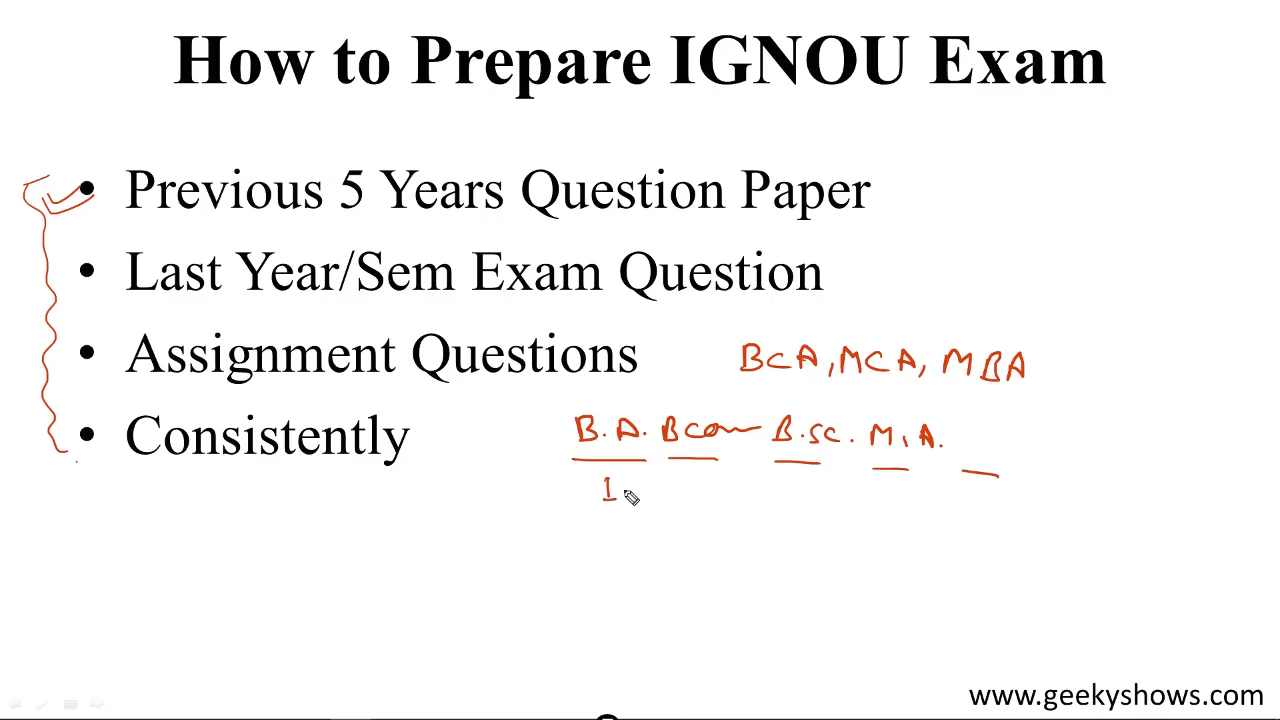 How to Prepare IGNOU Exam
• Previous 5 Years Question Paper
• Last Year/Sem Exam Question
• Assignment Questions
BCA, MCA, MBA
• Consistently
B.A. Bcom B.sc. M.A.
1
www.geekyshows.com